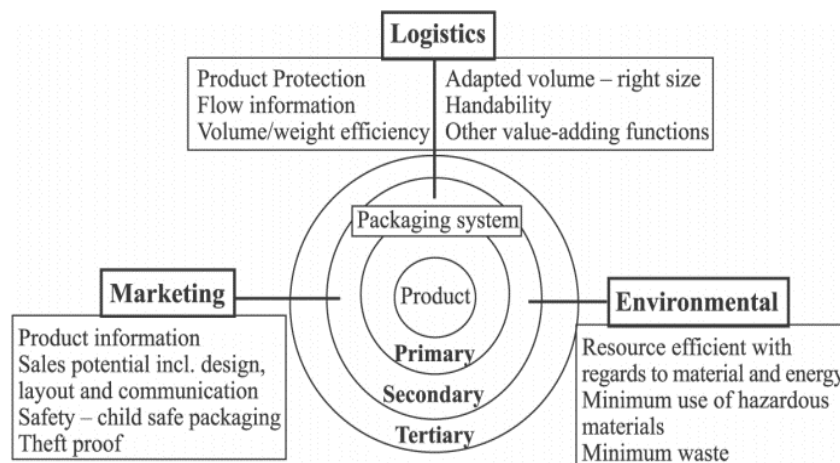 Logistics
Product Protection
Flow information
Volume/weight efficiency
Adapted volume – right size
Handability
Other value-adding functions
Packaging system
Product
Primary
Secondary
Tertiary
Marketing
Product information
Sales potential incl. design,
layout and communication
Safety – child safe packaging
Theft proof
Environmental
Resource efficient with
regards to material and energy
Minimum use of hazardous
materials
Minimum waste